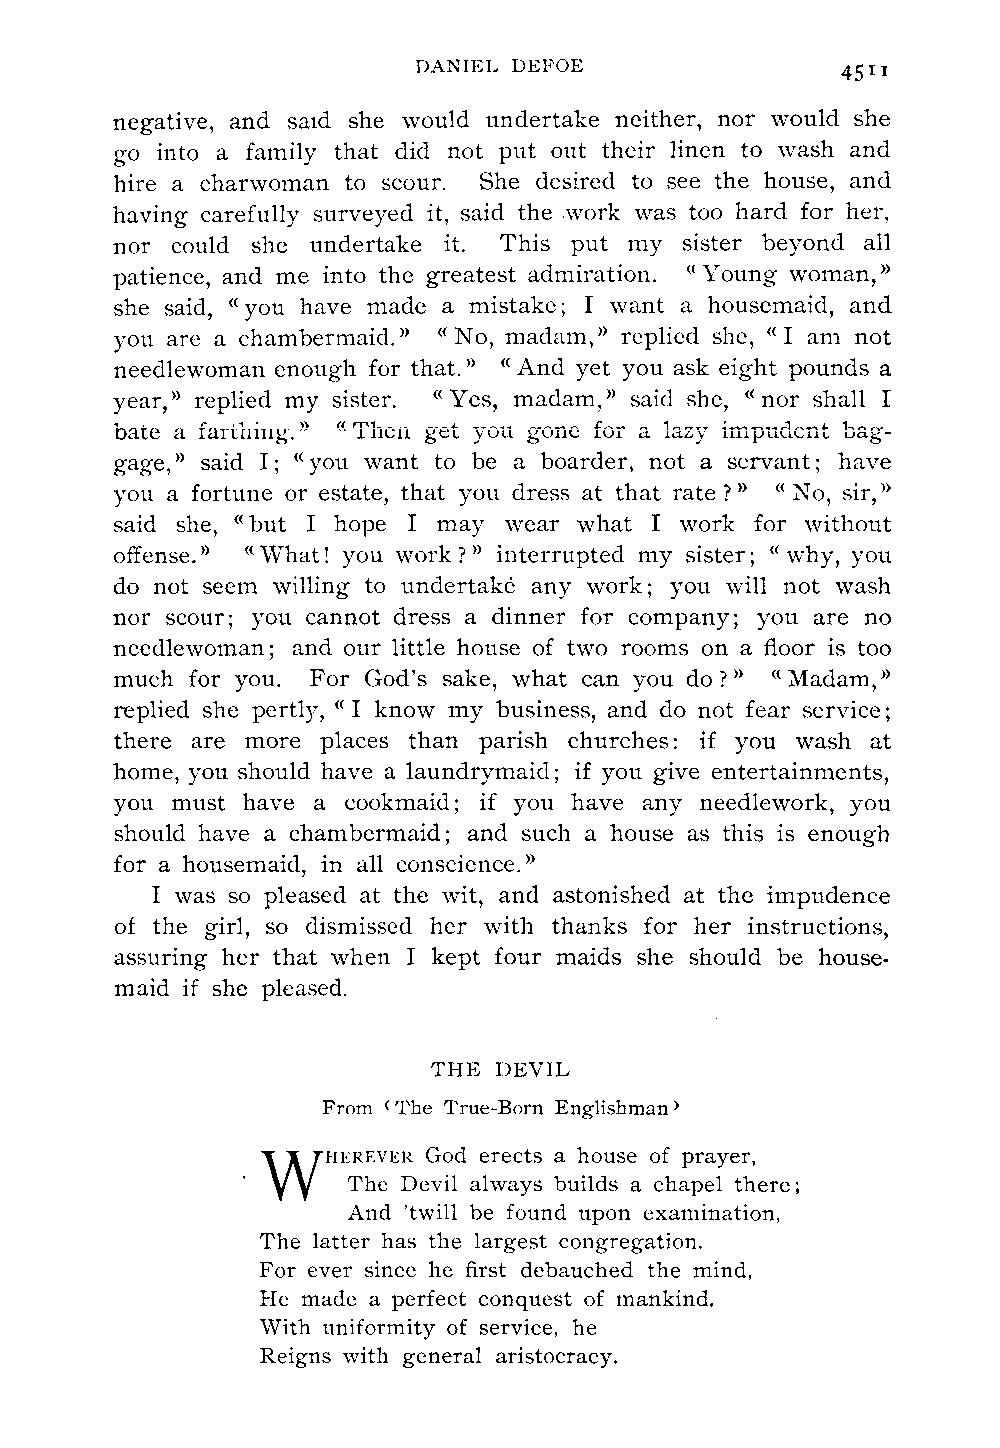 DANIEL DEFOE 4511
negative, and said she would undertake neither, nor would she
go into a family that did not put out their linen to wash and
hire a charwoman to scour. She desired to see the house, and
having carefully surveyed it, said the work was too hard for her,
nor could she undertake it. This put my sister beyond all
patience, and me into the greatest admiration. « Young woman,»
she said, «you have made a mistake; I want a housemaid, and
you are a chambermaid.» « No, madam,» replied she, « I am not
needlewoman enough for that.» « And yet you ask eight pounds a
year,» replied my sister. « Yes, madam,» said she, « nor shall I
bate a farthing.» « Then get you gone for a lazy impudent bag-
gage,» said I; «you want to be a boarder, not a servant; have
you a fortune or estate, that you dress at that rate ?» « No, sir,»
said she, «but I hope I may wear what I work for without
offense.» « What! you work ?» interrupted my sister; « why, you
do not seem willing to undertake any work; you will not wash
nor scour; you cannot dress a dinner for company; you are no
needlewoman; and our little house of two rooms on a floor is too
much for you. For God's sake, what can you do ?» « Madam,»
replied she pertly, « I know my business, and do not fear service;
there are more places than parish churches: if you wash at
home, you should have a laundrymaid; if you give entertainments,
you must have a cookmaid; if you have any needlework, you
should have a chambermaid; and such a house as this is enough
for a housemaid, in all conscience.»
I was so pleased at the wit, and astonished at the impudence
of the girl, so dismissed her with thanks for her instructions,
assuring her that when I kept four maids she should be house-
maid if she pleased.
THE DEVIL
From ‹The True-Born Englishman›
WHEREVER God erects a house of prayer,
The Devil always builds a chapel there;
And 'twill be found upon examination,
The latter has the largest congregation.
For ever since he first debauched the mind,
He made a perfect conquest of mankind.
With uniformity of service, he
Reigns with general aristocracy.